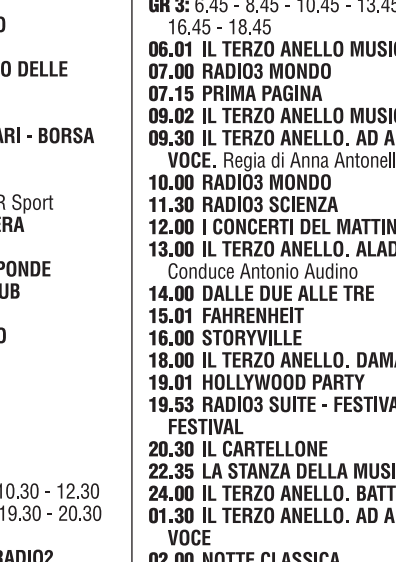 O
O DELLE
ARI - BORSA
R Sport
ERA
PONDE
UB
O
10.30 - 12.30
19.30 - 20.30
RADIO2
GR 3: 6.45 - 8.45 - 10.45 - 13.45
16.45 - 18.45
06.01 IL TERZO ANELLO MUSI
07.00 RADIO3 MONDO
07.15 PRIMA PAGINA
09.02 IL TERZO ANELLO MUSI
09.30 IL TERZO ANELLO. AD A
VOCE. Regia di Anna Antonell
10.00 RADIO3 MONDO
11.30 RADIO3 SCIENZA
12.00 I CONCERTI DEL MATTIN
13.00 IL TERZO ANELLO. ALAD
Conduce Antonio Audino
14.00 DALLE DUE ALLE TRE
15.01 FAHRENHEIT
16.00 STORYVILLE
18.00 IL TERZO ANELLO. DAMA
19.01 HOLLYWOOD PARTY
19.53 RADIO3 SUITE - FESTIVA
FESTIVAL
20.30 IL CARTELLONE
22.35 LA STANZA DELLA MUSI
24.00 IL TERZO ANELLO. BATT
01.30 IL TERZO ANELLO. AD A
VOCE
02.00 NOTTE CLASSICA